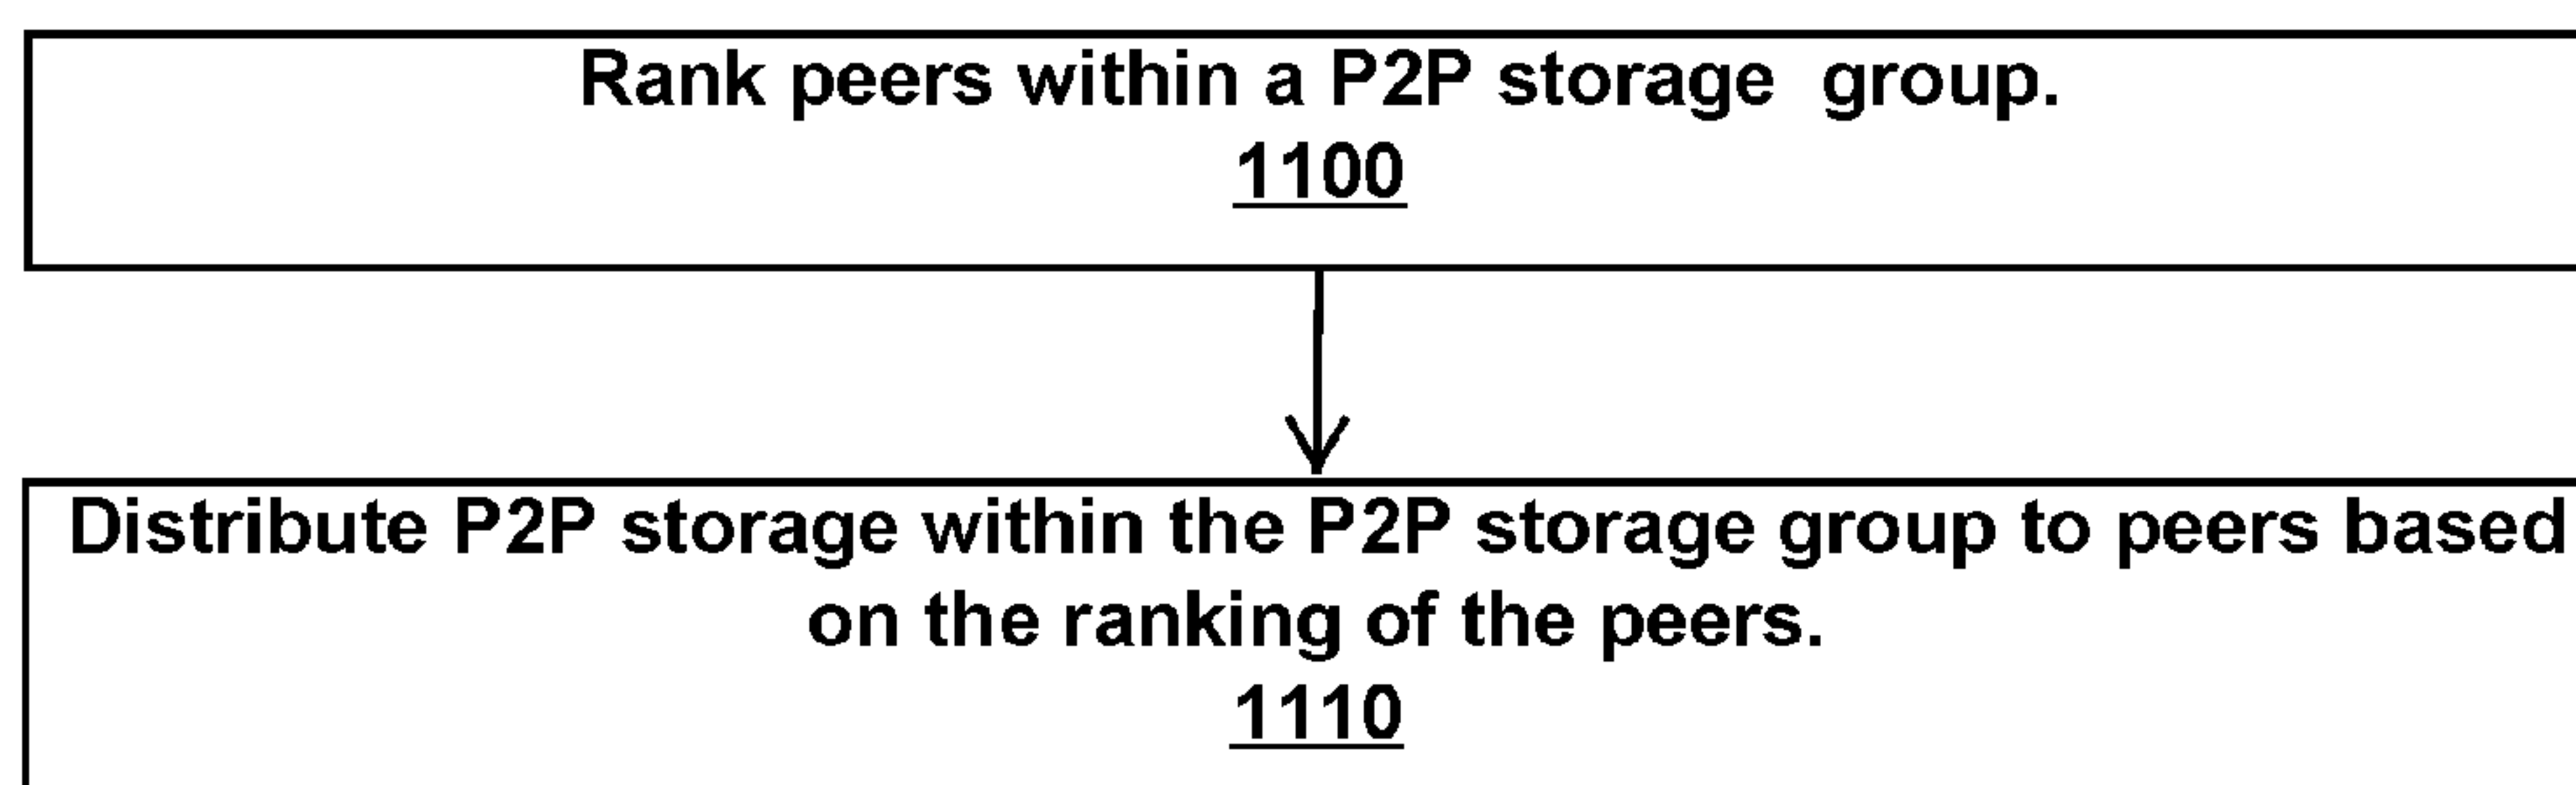 Rank peers within a P2P storage  group.
1100
Distribute P2P storage within the P2P storage group to peers based
on the ranking of the peers.
1110